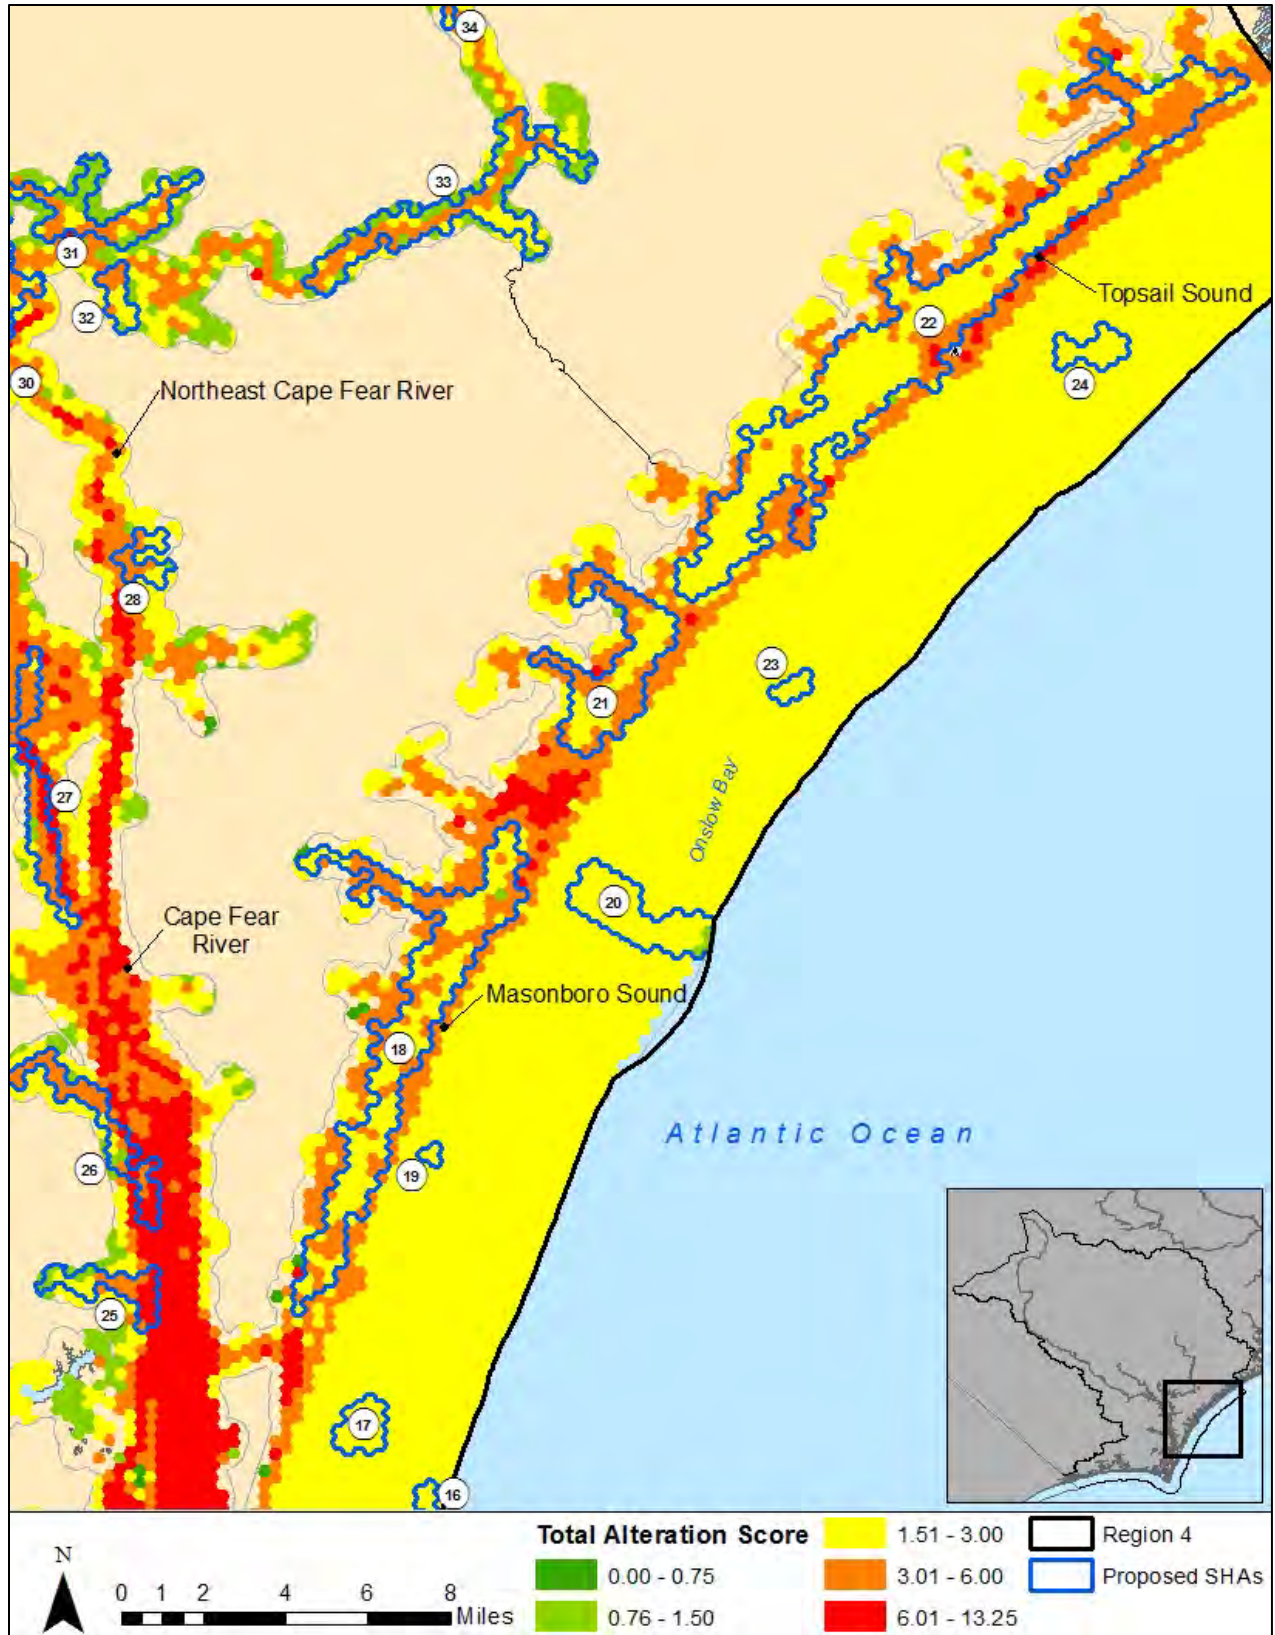 34
33
31
32
22
Topsail Sound
24
30
Northeast Cape Fear River
28
23
21
27
Onslow Bay
20
Cape Fear
River
Masonboro Sound
18
Atlantic Ocean
19
26
25
17
16
Total Alteration Score
0.00 - 0.75
0.76 - 1.50
1.51 - 3.00
3.01 - 6.00
6.01 - 13.25
Region 4
Proposed SHAs
N
0 1 2 4 6 8
Miles